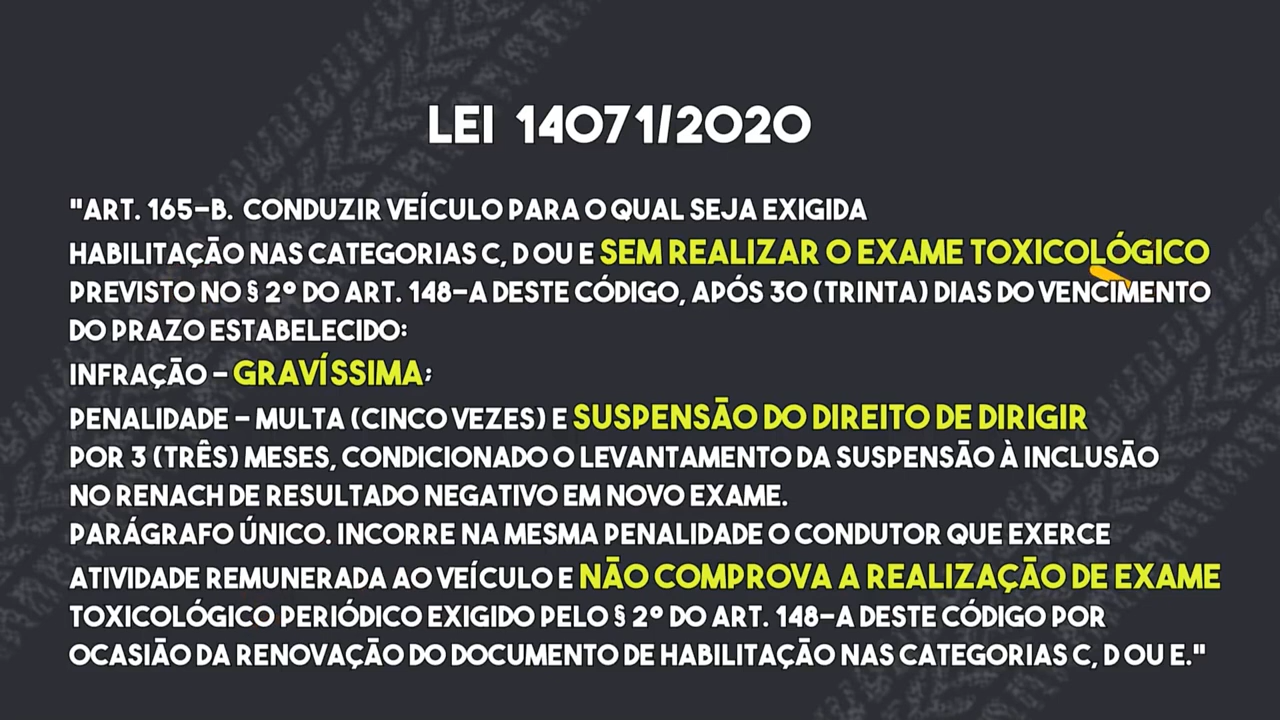 LEI 14071/2020
"ART. 165-B. CONDUZIR VEÍCULO PARA O QUAL SEJA EXIGIDA
HABILITAÇÃO NAS CATEGORIAS C, D OU E SEM REALIZAR O EXAME TOXICOLÓGICO
PREVISTO NO § 2º DO ART. 148-A DESTE CÓDIGO, APÓS 30 (TRINTA) DIAS DO VENCIMENTO
DO PRAZO ESTABELECIDO:
INFRAÇÃO - GRAVÍSSIMA;
PENALIDADE - MULTA (CINCO VEZES) E SUSPENSÃO DO DIREITO DE DIRIGIR
POR 3 (TRÊS) MESES, CONDICIONADO O LEVANTAMENTO DA SUSPENSÃO À INCLUSÃO
NO RENACH DE RESULTADO NEGATIVO EM NOVO EXAME.
PARÁGRAFO ÚNICO. INCORRE NA MESMA PENALIDADE O CONDUTOR QUE EXERCE
ATIVIDADE REMUNERADA AO VEÍCULO E NÃO COMPROVA A REALIZAÇÃO DE EXAME
TOXICOLÓGICO PERIÓDICO EXIGIDO PELO § 2º DO ART. 148-A DESTE CÓDIGO POR
OCASIÃO DA RENOVAÇÃO DO DOCUMENTO DE HABILITAÇÃO NAS CATEGORIAS C, D OU E."